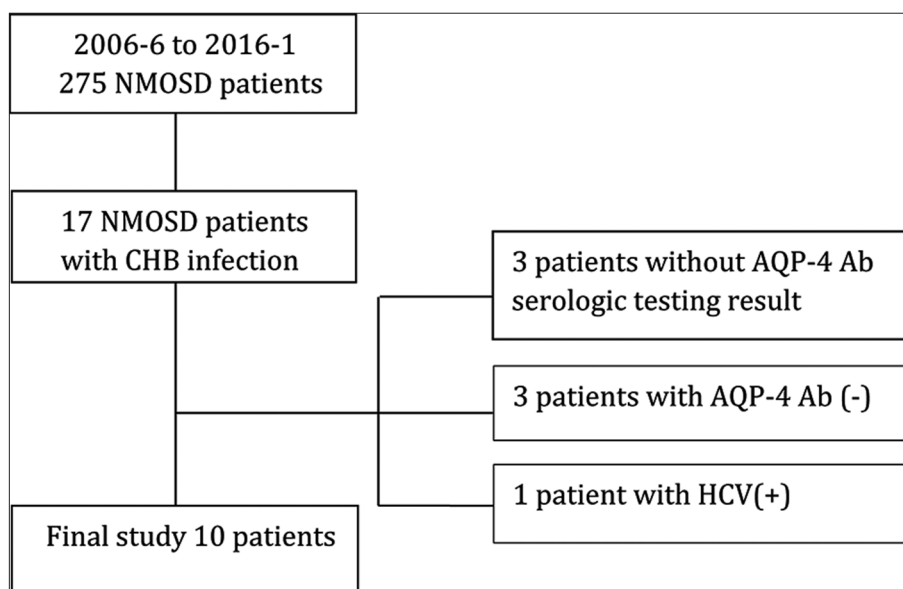 2006-6 to 2016-1
275 NMOSD patients
17 NMOSD patients
with CHB infection
3 patients without AQP-4 Ab
serologic testing result
3 patients with AQP-4 Ab (-)
1 patient with HCV(+)
Final study 10 patients